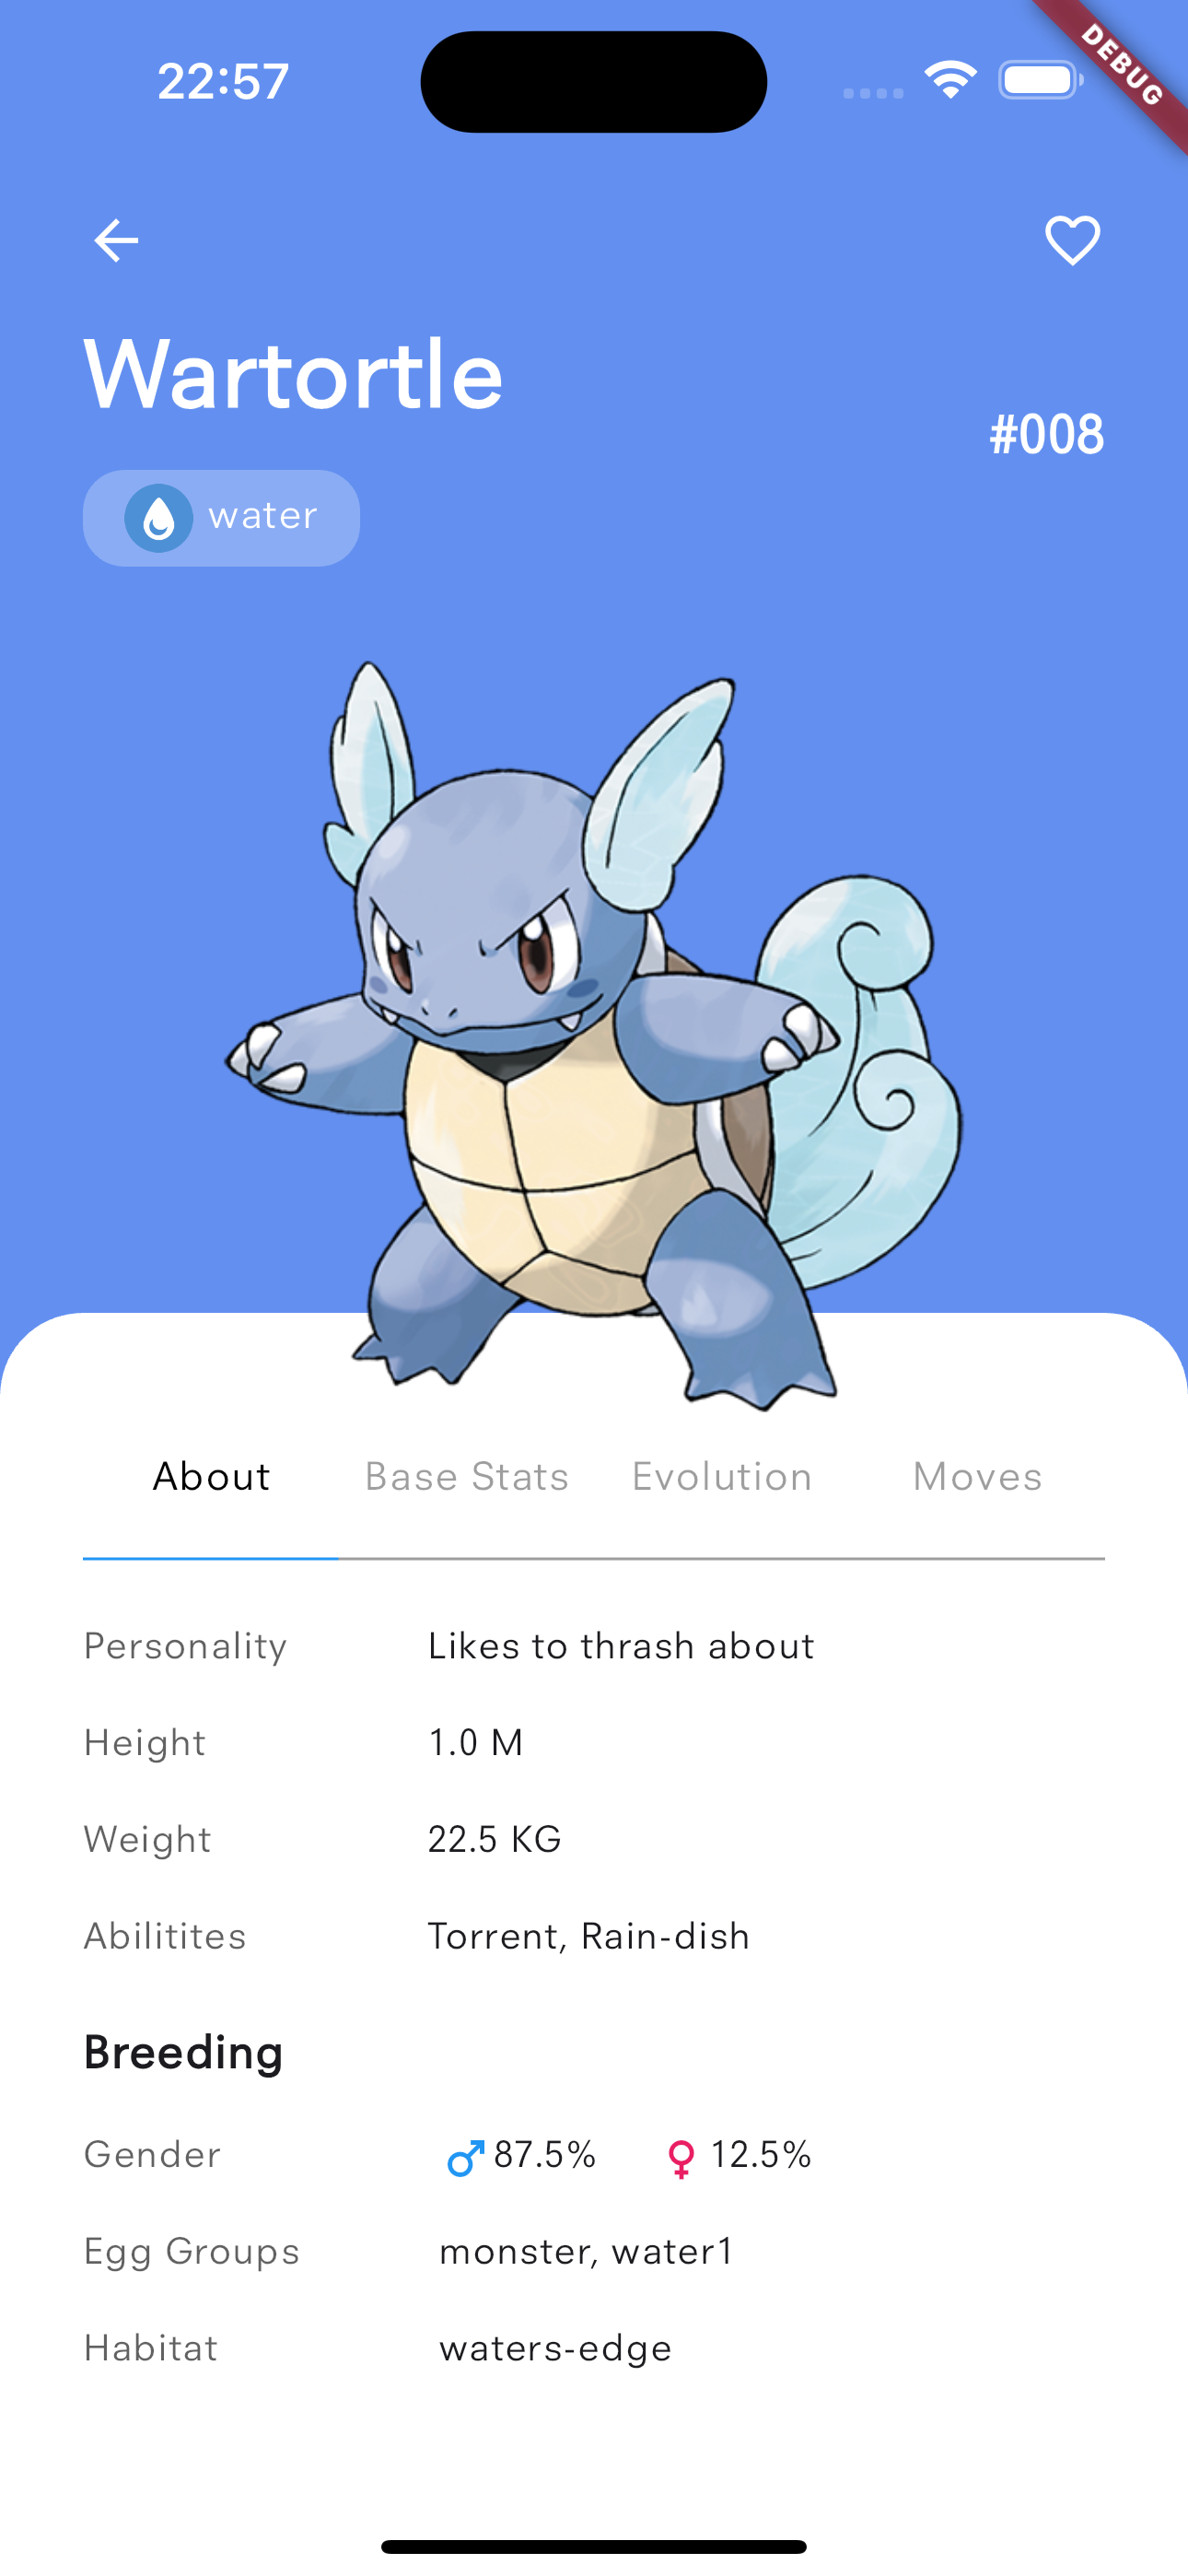 22:57
DEBUG
Wartortle
#008
water
About Base Stats Evolution Moves
Personality Likes to thrash about
Height 1.0 M
Weight 22.5 KG
Abilitites Torrent, Rain-dish
Breeding
Gender ♂ 87.5% ♀ 12.5%
Egg Groups monster, water1
Habitat waters-edge